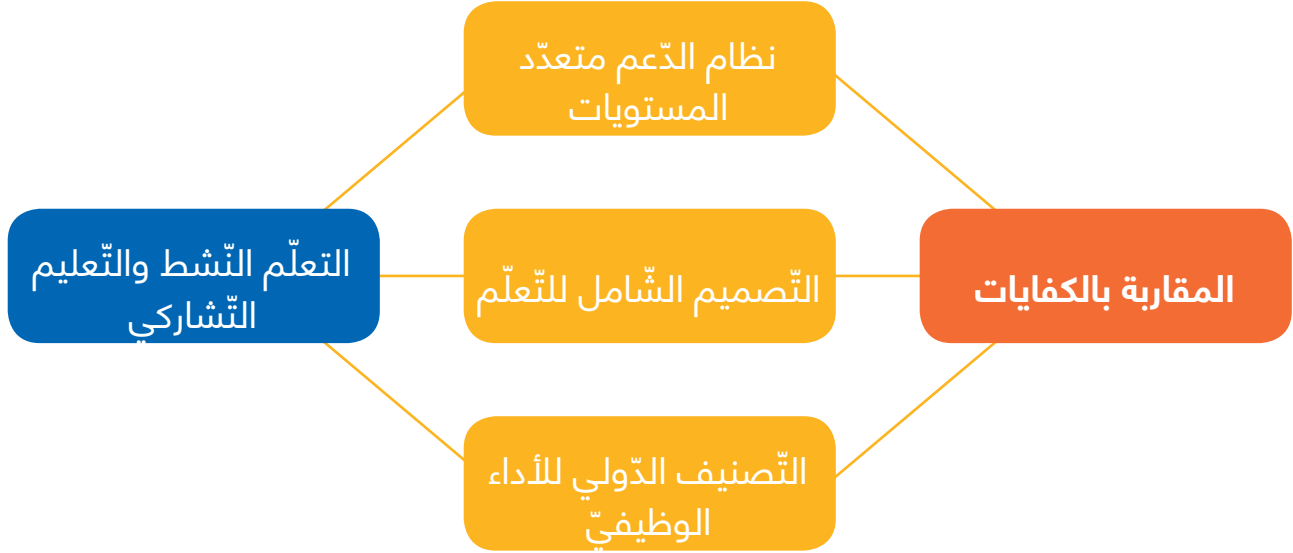 المقاربة بالكفايات
نظام الدّعم متعدّد
المستويات
التّصميم الشّامل للتّعلّم
التّصنيف الدّولي للأداء
الوظيفيّ
التعلّم النّشط والتّعليم
التّشاركي